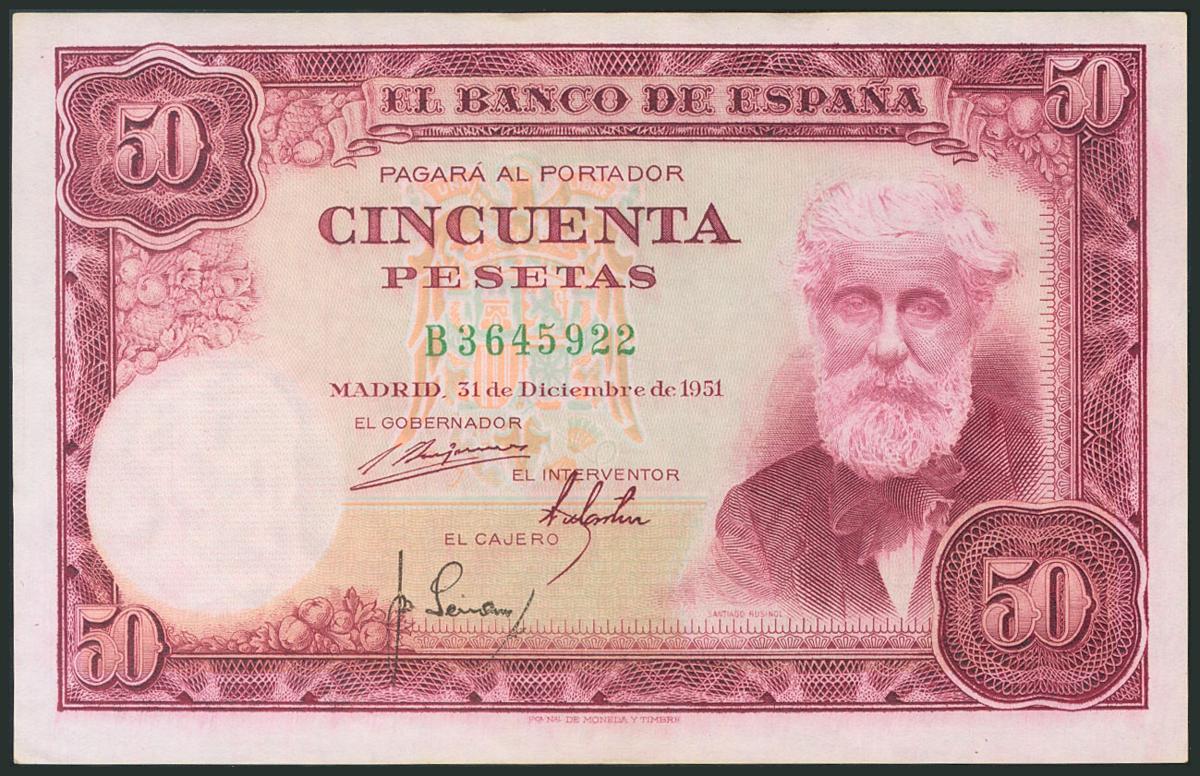 50
EL BANCO DE ESPAÑA
50
PAGARÁ AL PORTADOR
CINCUENTA
PESETAS
B3645922
MADRID, 31 de Diciembre de 1951
EL GOBERNADOR
EL INTERVENTOR
EL CAJERO
SANTIAGO RUSIÑOL
50
50
FCA NAL DE MONEDA Y TIMBRE